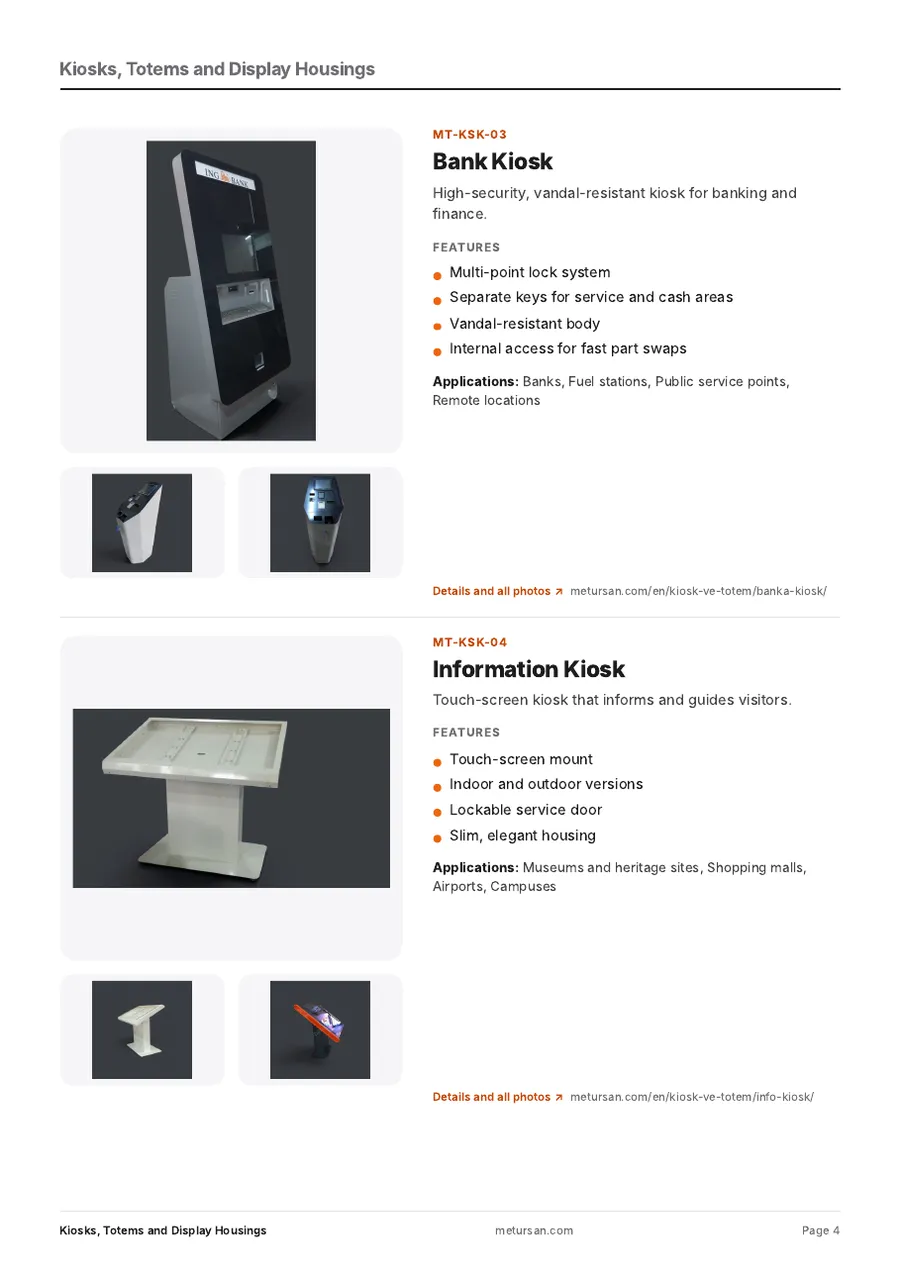 Kiosks, Totems and Display Housings
ING BANK
MT-KSK-03
Bank Kiosk
High-security, vandal-resistant kiosk for banking and
finance.
FEATURES
Multi-point lock system
Separate keys for service and cash areas
Vandal-resistant body
Internal access for fast part swaps
Applications: Banks, Fuel stations, Public service points,
Remote locations
Details and all photos ↗ metursan.com/en/kiosk-ve-totem/banka-kiosk/
MT-KSK-04
Information Kiosk
Touch-screen kiosk that informs and guides visitors.
FEATURES
Touch-screen mount
Indoor and outdoor versions
Lockable service door
Slim, elegant housing
Applications: Museums and heritage sites, Shopping malls,
Airports, Campuses
Details and all photos ↗ metursan.com/en/kiosk-ve-totem/info-kiosk/
Kiosks, Totems and Display Housings metursan.com Page 4